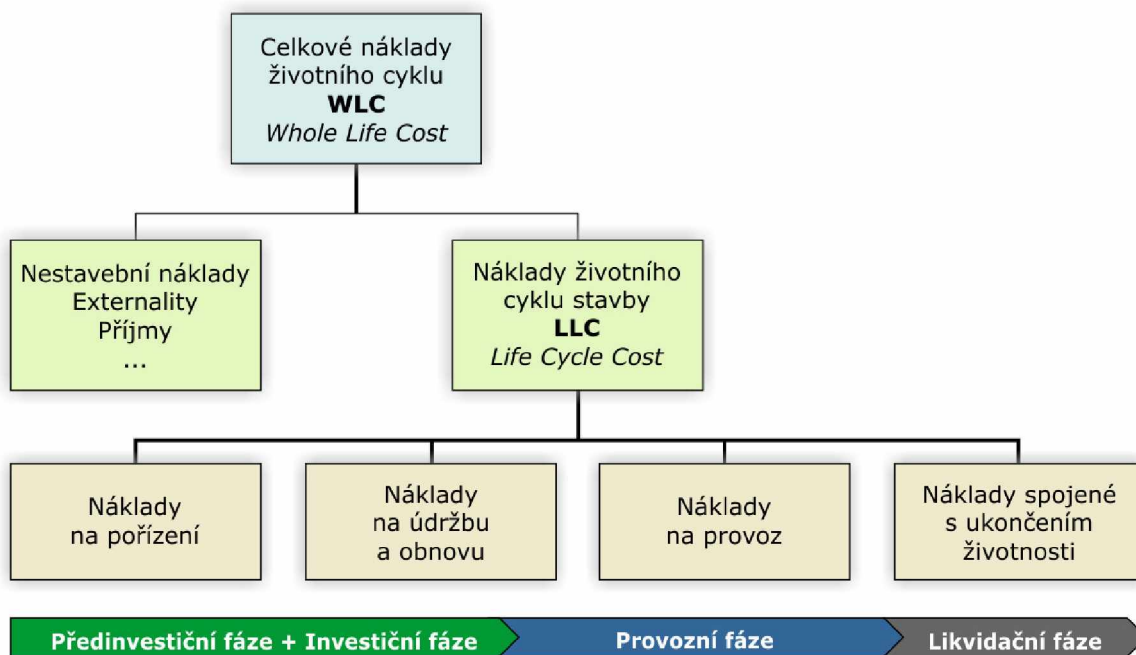 Celkové náklady
životního cyklu
WLC
Whole Life Cost
Nestavební náklady
Externality
Příjmy
...
Náklady životního
cyklu stavby
LLC
Life Cycle Cost
Náklady
na pořízení
Náklady
na údržbu
a obnovu
Náklady
na provoz
Náklady spojené
s ukončením
životnosti
Předinvestiční fáze + Investiční fáze
Provozní fáze
Likvidační fáze